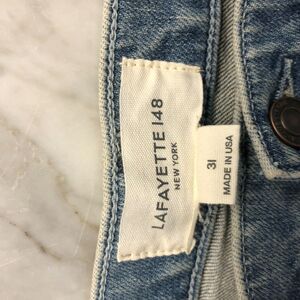 LAFAYETTE 148
NEW YORK
31
MADE IN USA